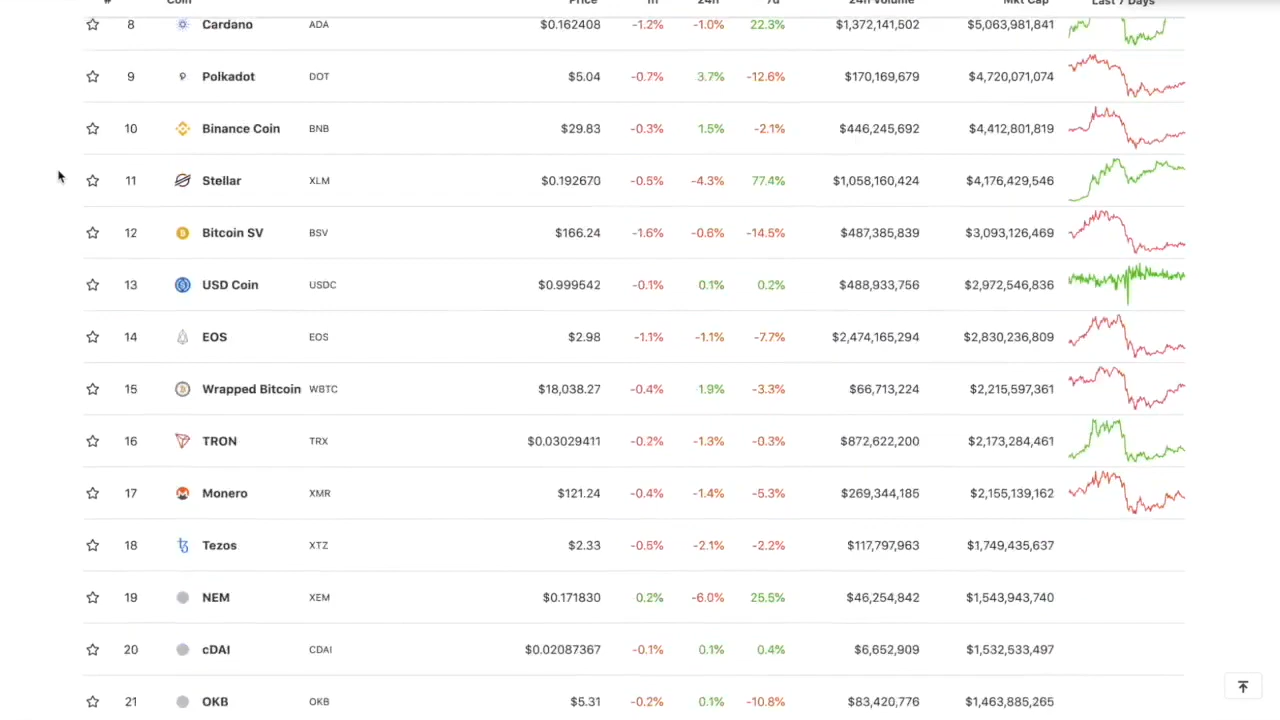 # Coin Price 1h 24h 7d 24h Volume Mkt Cap Last 7 Days
8 Cardano ADA $0.162408 -1.2% -1.0% 22.3% $1,372,141,502 $5,063,981,841
9 Polkadot DOT $5.04 -0.7% 3.7% -12.6% $170,169,679 $4,720,071,074
10 Binance Coin BNB $29.83 -0.3% 1.5% -2.1% $446,245,692 $4,412,801,819
11 Stellar XLM $0.192670 -0.5% -4.3% 77.4% $1,058,160,424 $4,176,429,546
12 Bitcoin SV BSV $166.24 -1.6% -0.6% -14.5% $487,385,839 $3,093,126,469
13 USD Coin USDC $0.999542 -0.1% 0.1% 0.2% $488,933,756 $2,972,546,836
14 EOS EOS $2.98 -1.1% -1.1% -7.7% $2,474,165,294 $2,830,236,809
15 Wrapped Bitcoin WBTC $18,038.27 -0.4% 1.9% -3.3% $66,713,224 $2,215,597,361
16 TRON TRX $0.03029411 -0.2% -1.3% -0.3% $872,622,200 $2,173,284,461
17 Monero XMR $121.24 -0.4% -1.4% -5.3% $269,344,185 $2,155,139,162
18 Tezos XTZ $2.33 -0.5% -2.1% -2.2% $117,797,963 $1,749,435,637
19 NEM XEM $0.171830 0.2% -6.0% 25.5% $46,254,842 $1,543,943,740
20 cDAI CDAI $0.02087367 -0.1% 0.1% 0.4% $6,652,909 $1,532,533,497
21 OKB OKB $5.31 -0.2% 0.1% -10.8% $83,420,776 $1,463,885,265